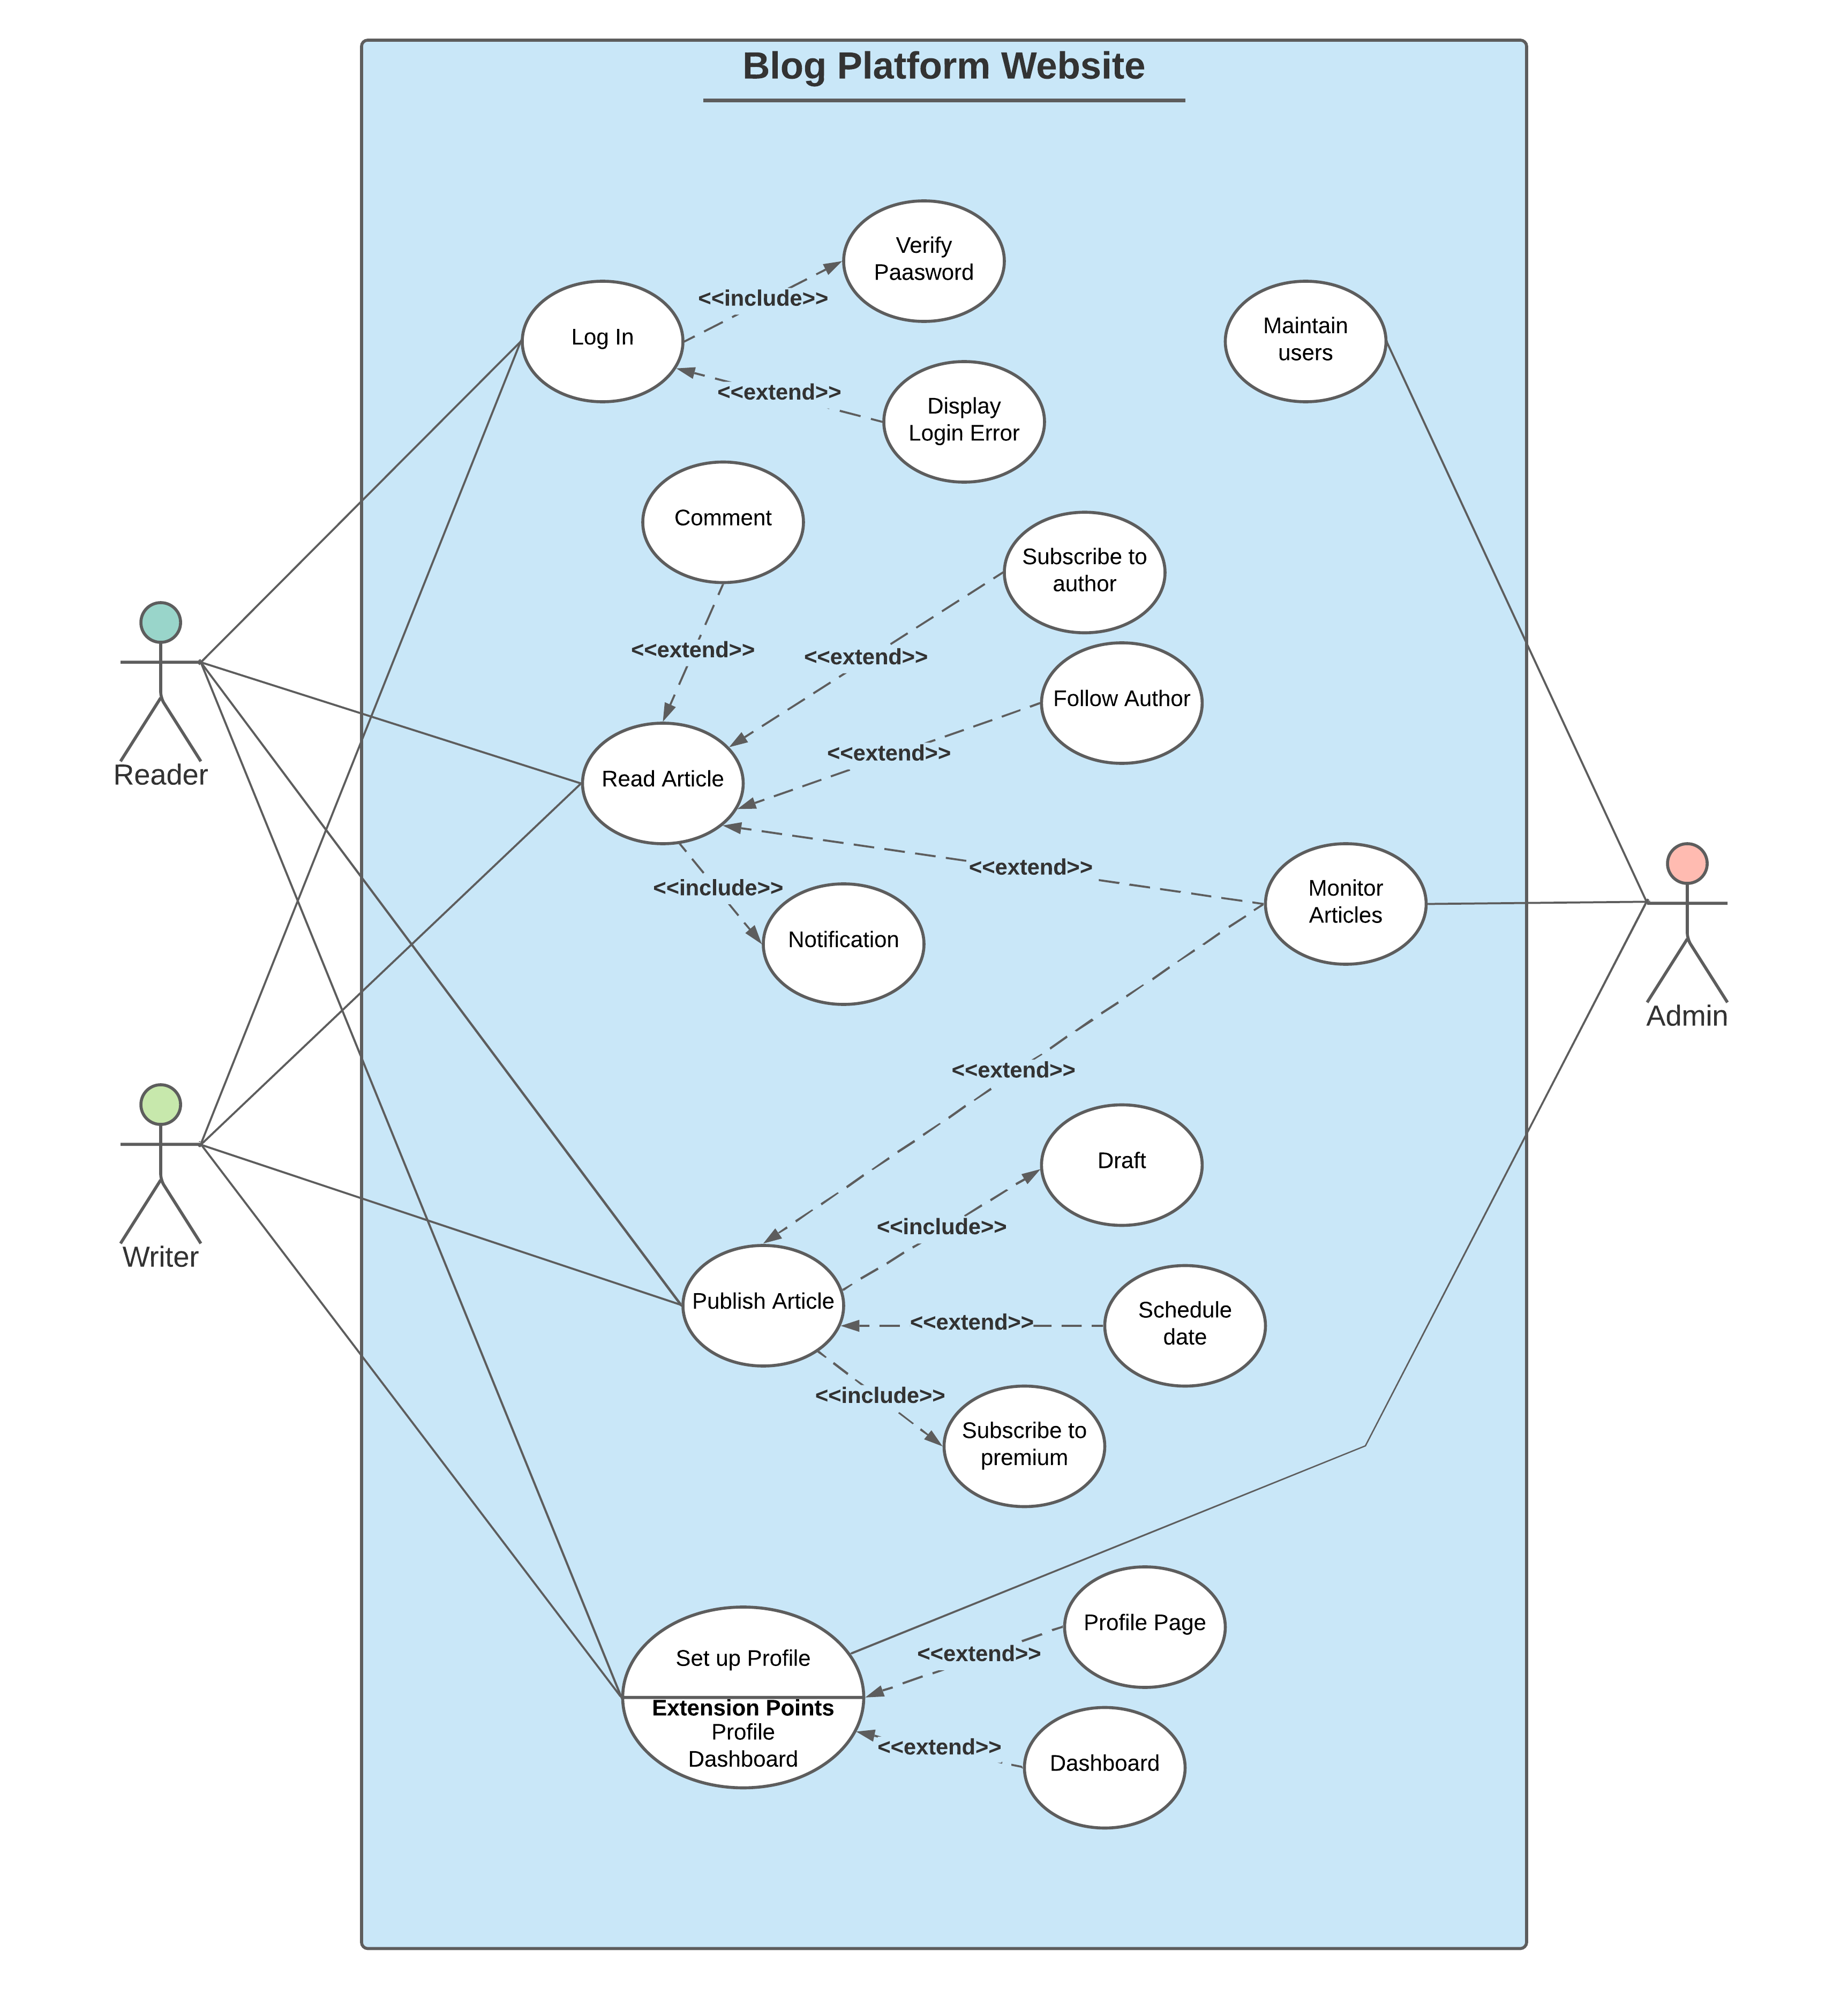 Blog Platform Website
Verify
Paasword
<<include>>
Log In
Maintain
users
<<extend>>
Display
Login Error
Comment
Subscribe to
author
<<extend>>
<<extend>>
Follow Author
<<extend>>
Reader
Read Article
<<extend>>
<<include>>
Monitor
Articles
Notification
Admin
<<extend>>
Draft
<<include>>
Writer
Publish Article
<<extend>>
Schedule
date
<<include>>
Subscribe to
premium
Set up Profile
Profile Page
<<extend>>
Extension Points
Profile
Dashboard
<<extend>>
Dashboard